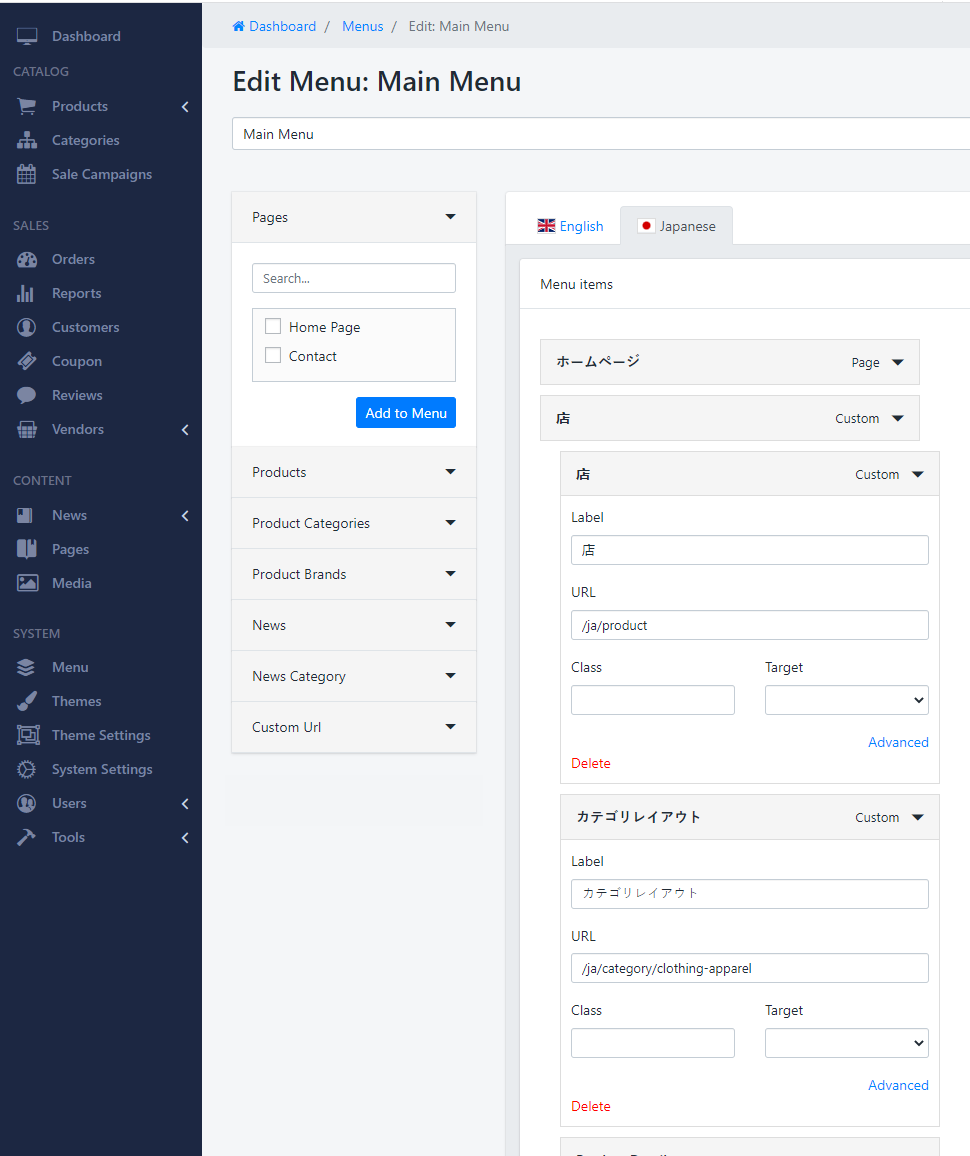 Dashboard
CATALOG
Products
Categories
Sale Campaigns
SALES
Orders
Reports
Customers
Coupon
Reviews
Vendors
CONTENT
News
Pages
Media
SYSTEM
Menu
Themes
Theme Settings
System Settings
Users
Tools
Dashboard / Menus / Edit: Main Menu
Edit Menu: Main Menu
Main Menu
Pages
Search...
Home Page
Contact
Add to Menu
Products
Product Categories
Product Brands
News
News Category
Custom Url
English Japanese
Menu items
ホームページ Page
店 Custom
店 Custom
Label
店
URL
/ja/product
Class Target
Advanced
Delete
カテゴリレイアウト Custom
Label
カテゴリレイアウト
URL
/ja/category/clothing-apparel
Class Target
Advanced
Delete